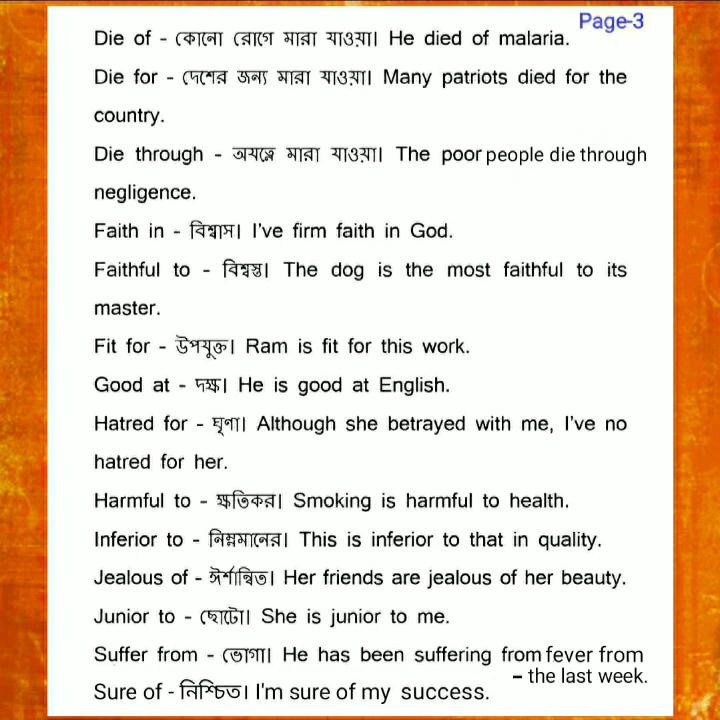 Page-3
Die of - কোনো রোগে মারা যাওয়া। He died of malaria.
Die for - দেশের জন্য মারা যাওয়া। Many patriots died for the
country.
Die through - অযত্নে মারা যাওয়া। The poor people die through
negligence.
Faith in - বিশ্বাস। I've firm faith in God.
Faithful to - বিশ্বস্ত। The dog is the most faithful to its
master.
Fit for - উপযুক্ত। Ram is fit for this work.
Good at - দক্ষ। He is good at English.
Hatred for - ঘৃণা। Although she betrayed with me, I've no
hatred for her.
Harmful to - ক্ষতিকর। Smoking is harmful to health.
Inferior to - নিম্নমানের। This is inferior to that in quality.
Jealous of - ঈর্শান্বিত। Her friends are jealous of her beauty.
Junior to - ছোটো। She is junior to me.
Suffer from - ভোগা। He has been suffering from fever from
– the last week.
Sure of - নিশ্চিত। I'm sure of my success.